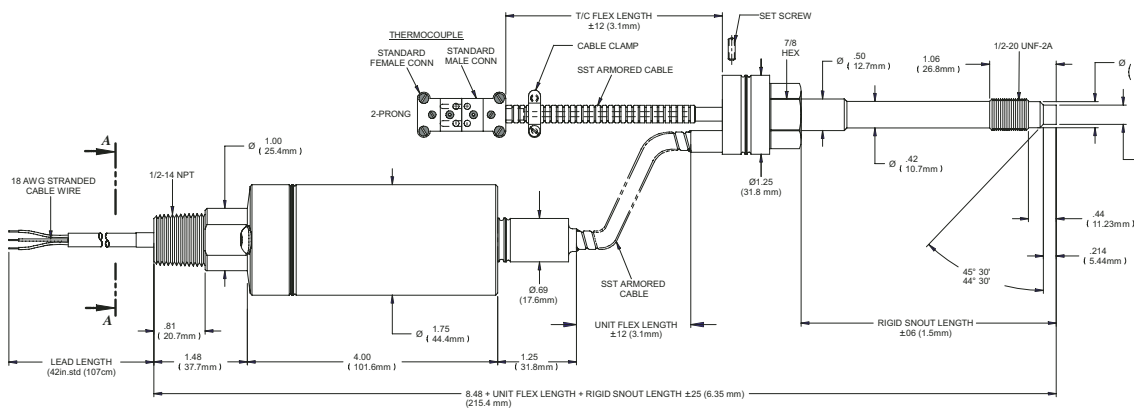 T/C FLEX LENGTH
±12 (3.1mm)
SET SCREW
THERMOCOUPLE
STANDARD
FEMALE CONN
STANDARD
MALE CONN
CABLE CLAMP
SST ARMORED CABLE
2-PRONG
7/8
HEX
Ø .50
( 12.7mm)
1.06
(26.8mm)
1/2-20 UNF-2A
Ø
(
A
18 AWG STRANDED
CABLE WIRE
1/2-14 NPT
Ø 1.00
( 25.4mm)
Ø1.25
(31.8 mm)
Ø .42
( 10.7mm)
.44
( 11.23mm)
.214
( 5.44mm)
45° 30'
44° 30'
SST ARMORED
CABLE
Ø.69
(17.6mm)
A
.81
( 20.7mm)
Ø 1.75
( 44.4mm)
UNIT FLEX LENGTH
±12 (3.1mm)
RIGID SNOUT LENGTH
±06 (1.5mm)
LEAD LENGTH
(42in.std (107cm)
1.48
( 37.7mm)
4.00
(101.6mm)
1.25
( 31.8mm)
8.48 + UNIT FLEX LENGTH + RIGID SNOUT LENGTH ±25 (6.35 mm)
(215.4 mm)